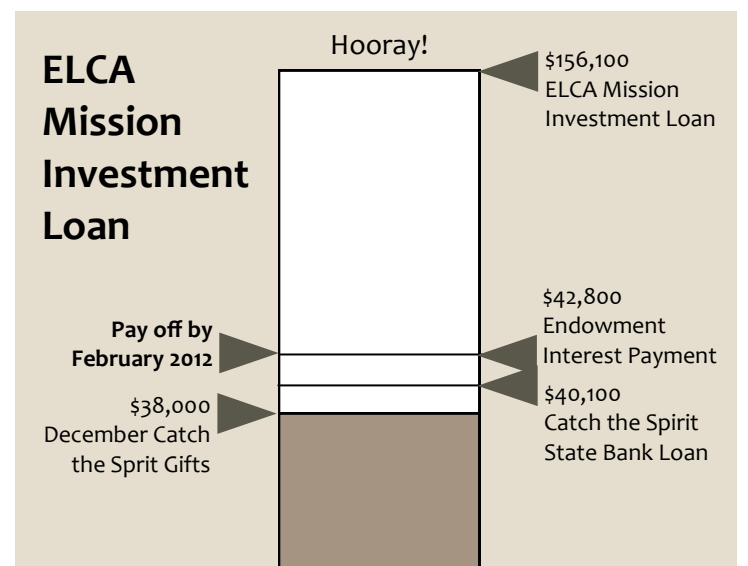 ELCA
Mission
Investment
Loan
Hooray!
$156,100
ELCA Mission
Investment Loan
Pay off by
February 2012
$38,000
December Catch
the Sprit Gifts
$42,800
Endowment
Interest Payment
$40,100
Catch the Spirit
State Bank Loan